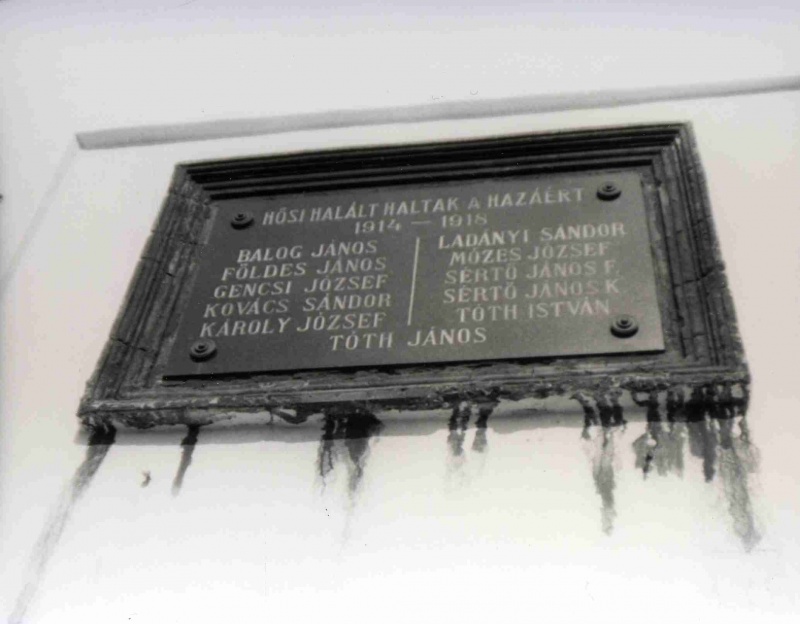 HŐSI HALÁLT HALTAK A HAZÁÉRT
1914 – 1918
BALOG JÁNOS
FÖLDES JÁNOS
GENCSI JÓZSEF
KOVÁCS SÁNDOR
KÁROLY JÓZSEF
LADÁNYI SÁNDOR
MÓZES JÓZSEF
SÉRTŐ JÁNOS F.
SÉRTŐ JÁNOS K.
TÓTH ISTVÁN
TÓTH JÁNOS